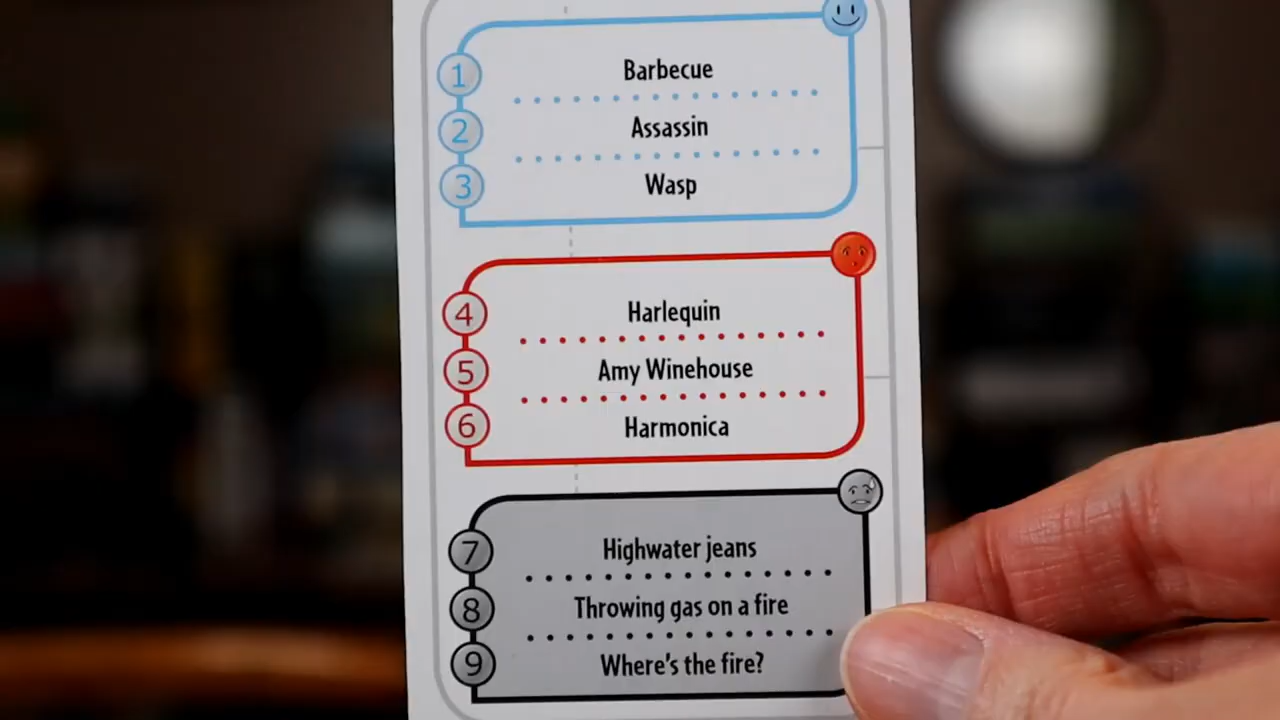 1 Barbecue
2 Assassin
3 Wasp
4 Harlequin
5 Amy Winehouse
6 Harmonica
7 Highwater jeans
8 Throwing gas on a fire
9 Where's the fire?